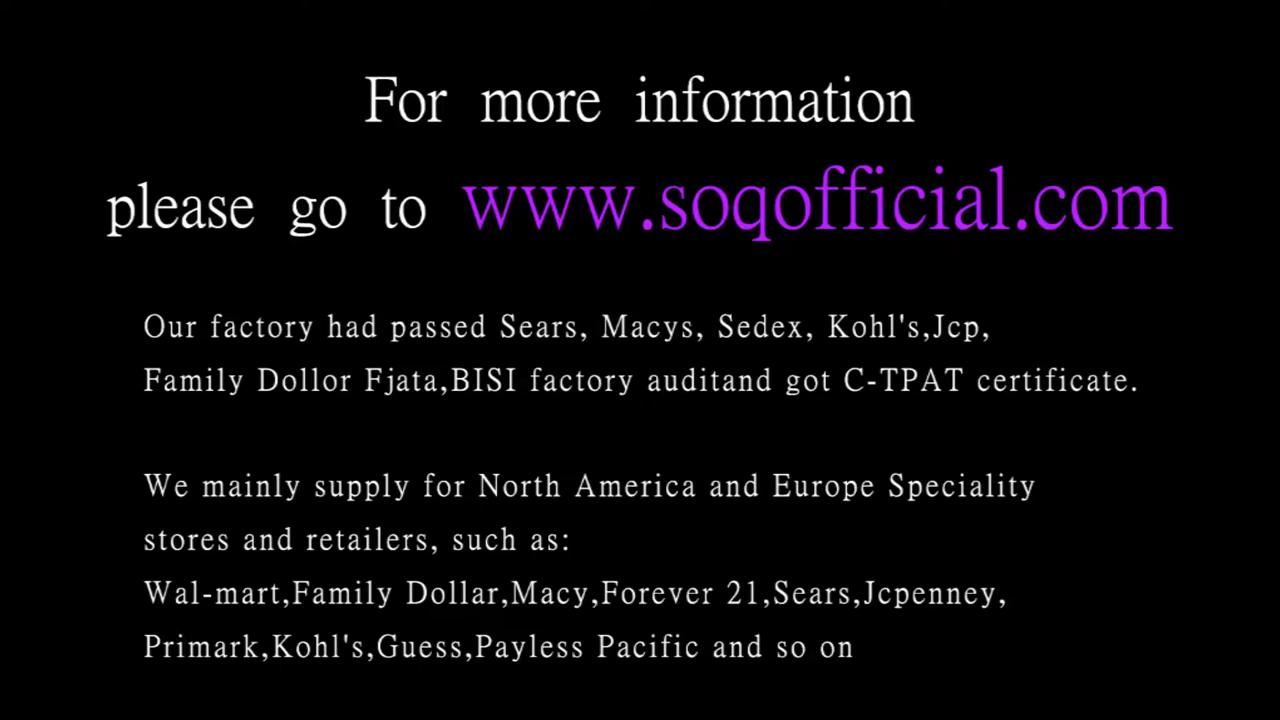 For more information
please go to www.soqofficial.com
Our factory had passed Sears, Macys, Sedex, Kohl's,Jcp,
Family Dollor Fjata,BISI factory auditand got C-TPAT certificate.
We mainly supply for North America and Europe Speciality
stores and retailers, such as:
Wal-mart,Family Dollar,Macy,Forever 21,Sears,Jcpenney,
Primark,Kohl's,Guess,Payless Pacific and so on